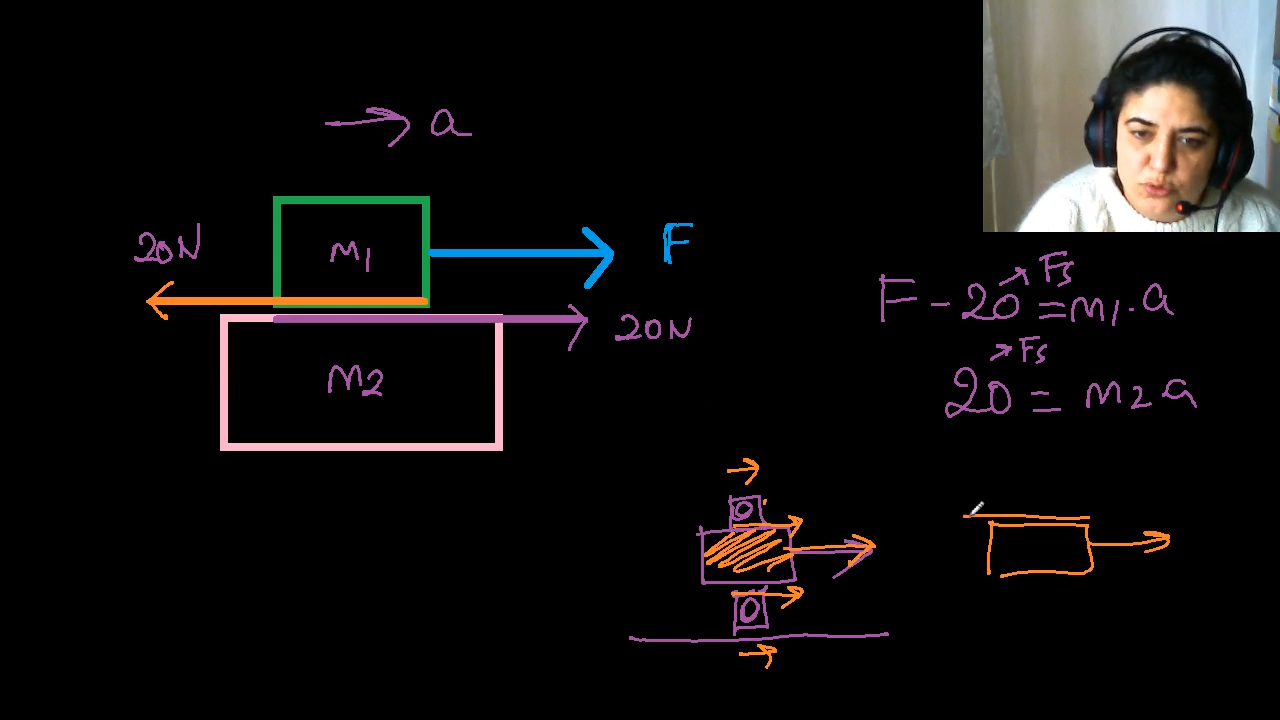 → a
20N
M1
F
20N
M2
F - 20 = m1.a
→ Fs
20 = m2 a
→ Fs
0
0